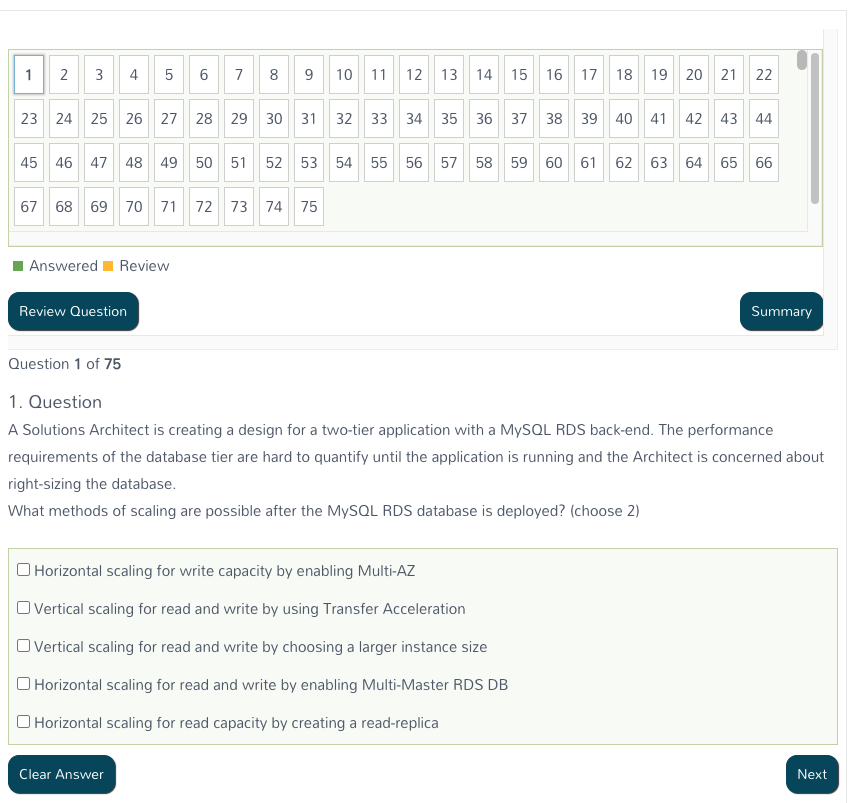 1 2 3 4 5 6 7 8 9 10 11 12 13 14 15 16 17 18 19 20 21 22
23 24 25 26 27 28 29 30 31 32 33 34 35 36 37 38 39 40 41 42 43 44
45 46 47 48 49 50 51 52 53 54 55 56 57 58 59 60 61 62 63 64 65 66
67 68 69 70 71 72 73 74 75
Answered Review
Review Question Summary
Question 1 of 75
1. Question
A Solutions Architect is creating a design for a two-tier application with a MySQL RDS back-end. The performance
requirements of the database tier are hard to quantify until the application is running and the Architect is concerned about
right-sizing the database.
What methods of scaling are possible after the MySQL RDS database is deployed? (choose 2)
Horizontal scaling for write capacity by enabling Multi-AZ
Vertical scaling for read and write by using Transfer Acceleration
Vertical scaling for read and write by choosing a larger instance size
Horizontal scaling for read and write by enabling Multi-Master RDS DB
Horizontal scaling for read capacity by creating a read-replica
Clear Answer Next